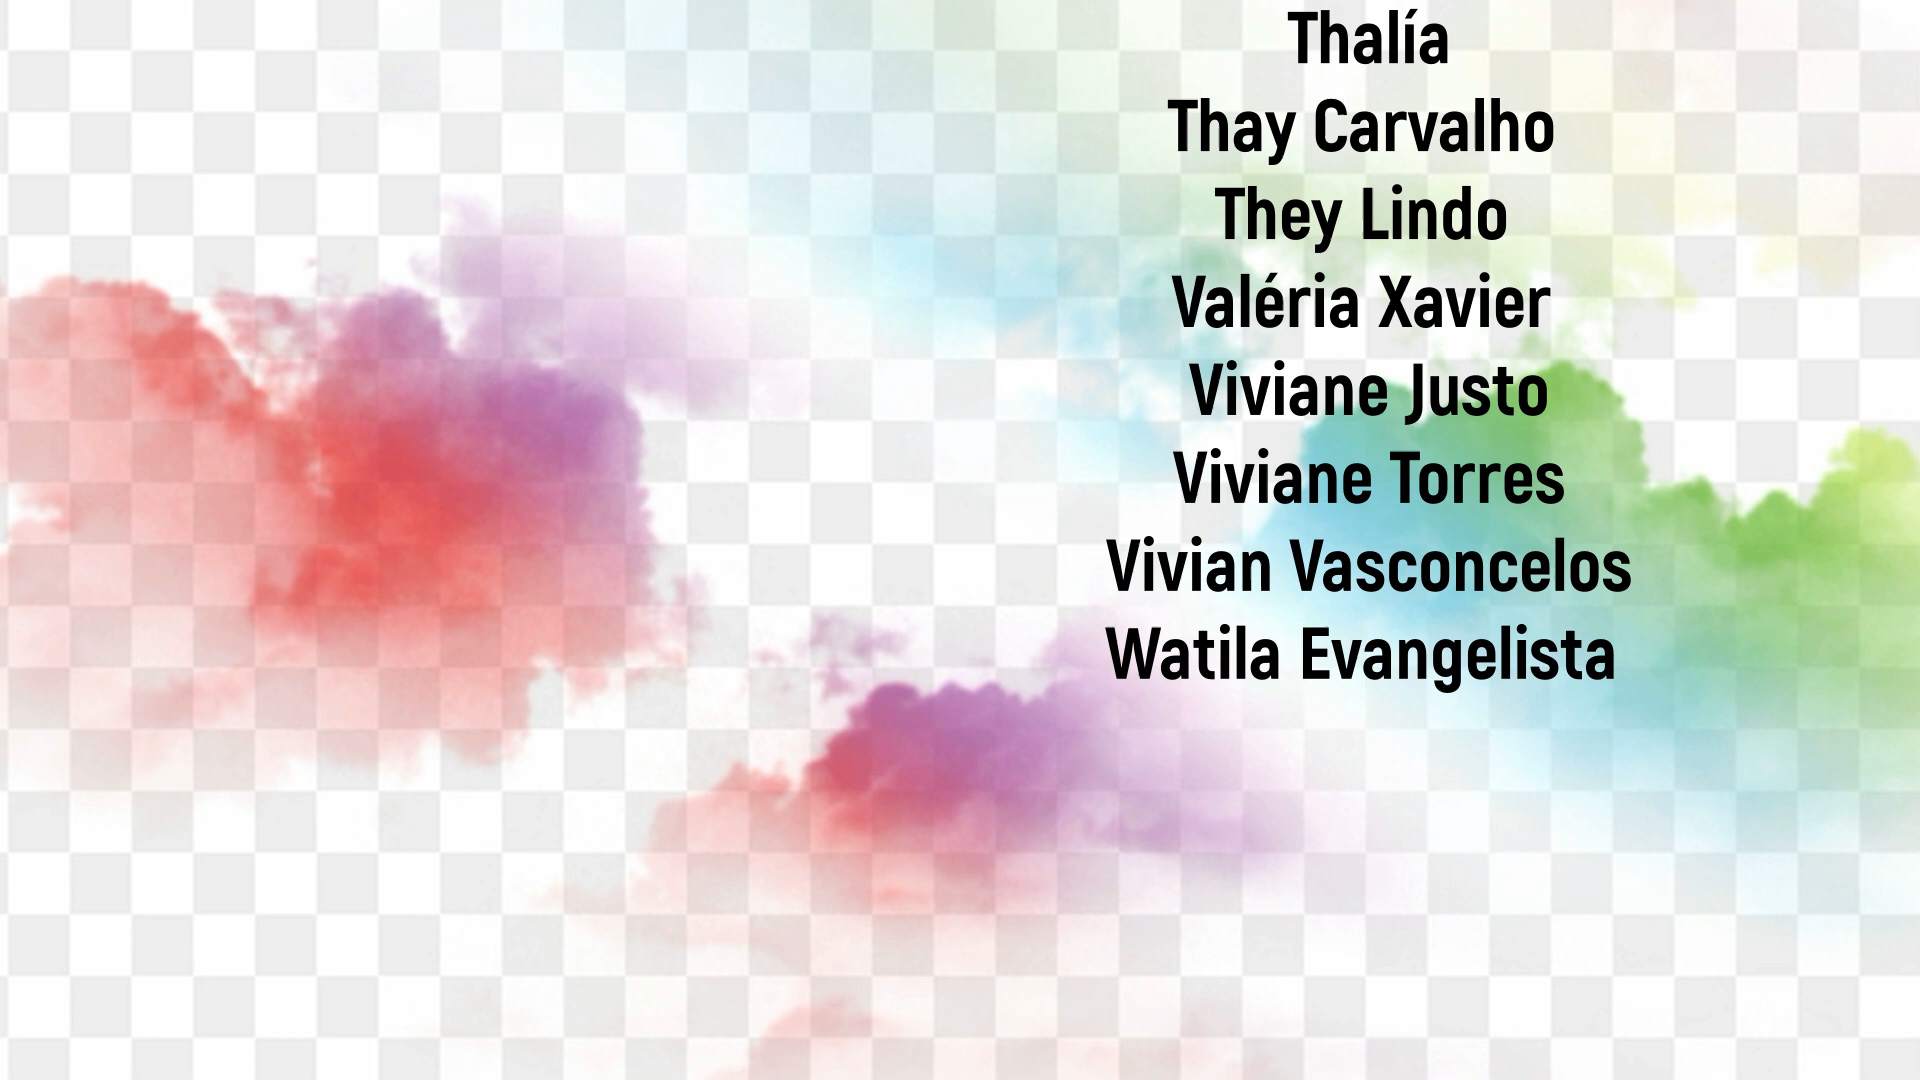 Thalía
Thay Carvalho
They Lindo
Valéria Xavier
Viviane Justo
Viviane Torres
Vivian Vasconcelos
Watila Evangelista